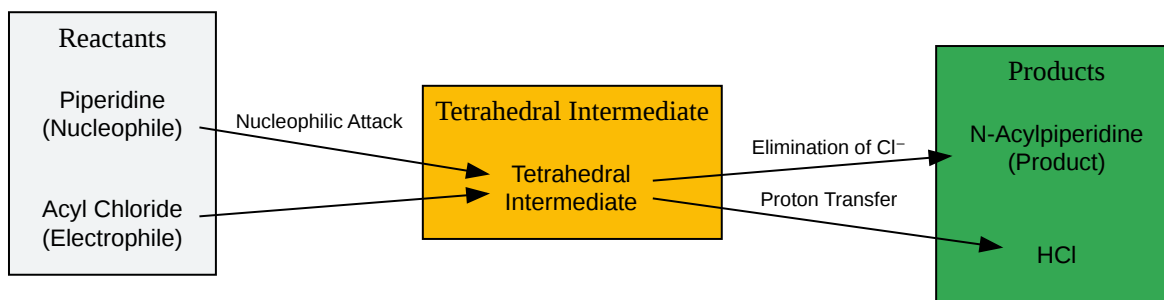 Reactants
Piperidine
(Nucleophile)
Acyl Chloride
(Electrophile)
Nucleophilic Attack
Tetrahedral Intermediate
Tetrahedral
Intermediate
Elimination of Cl⁻
Proton Transfer
Products
N-Acylpiperidine
(Product)
HCl